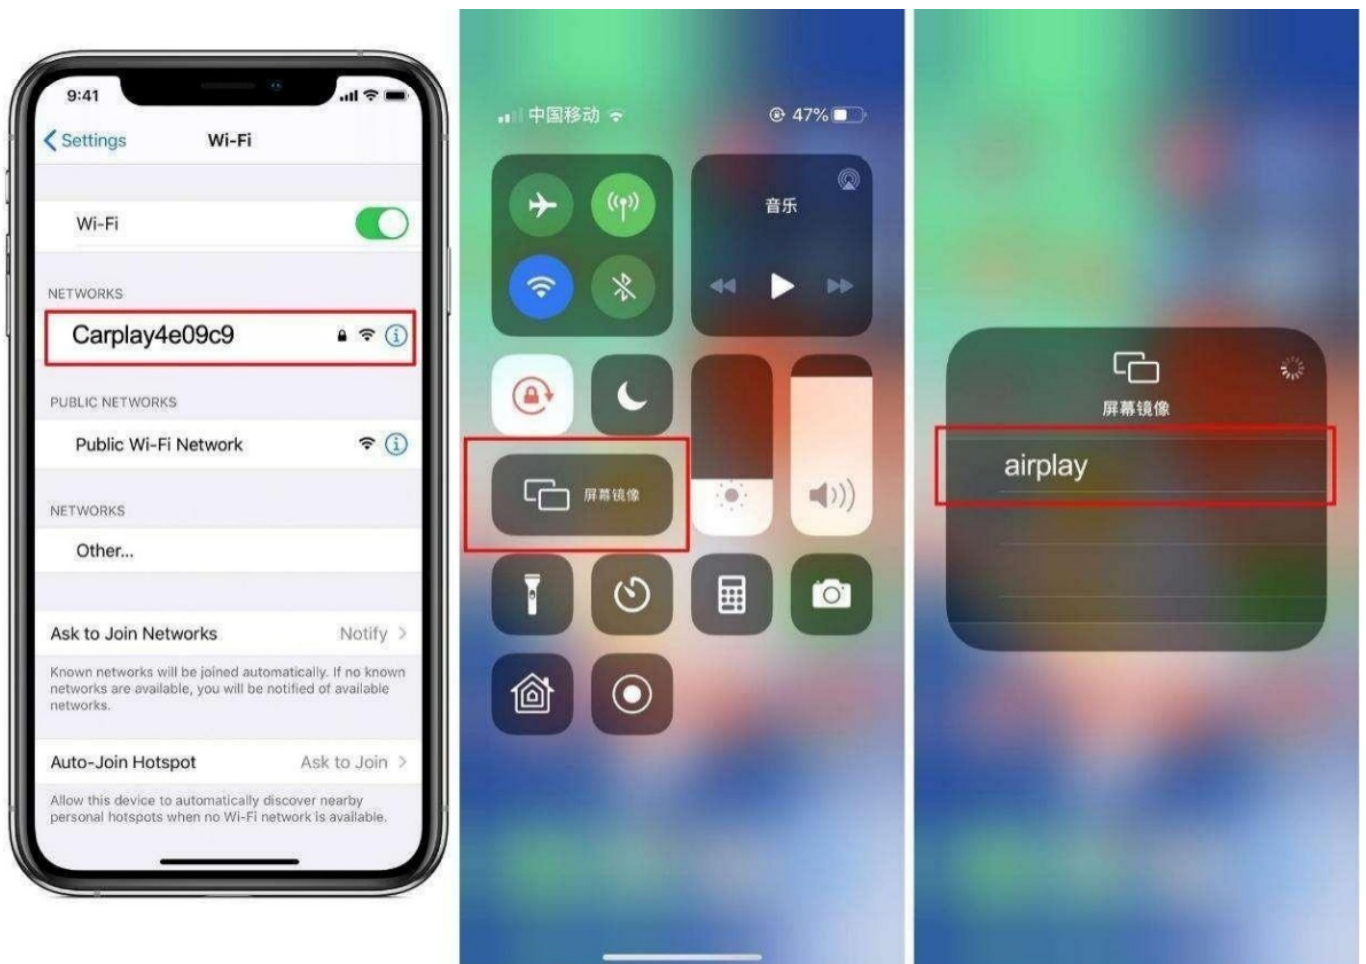 9:41
Settings
Wi-Fi
Wi-Fi
NETWORKS
Carplay4e09c9
PUBLIC NETWORKS
Public Wi-Fi Network
NETWORKS
Other...
Ask to Join Networks
Notify
Known networks will be joined automatically. If no known
networks are available, you will be notified of available
networks.
Auto-Join Hotspot
Ask to Join
Allow this device to automatically discover nearby
personal hotspots when no Wi-Fi network is available.
中国移动
47%
音乐
屏幕镜像
屏幕镜像
airplay